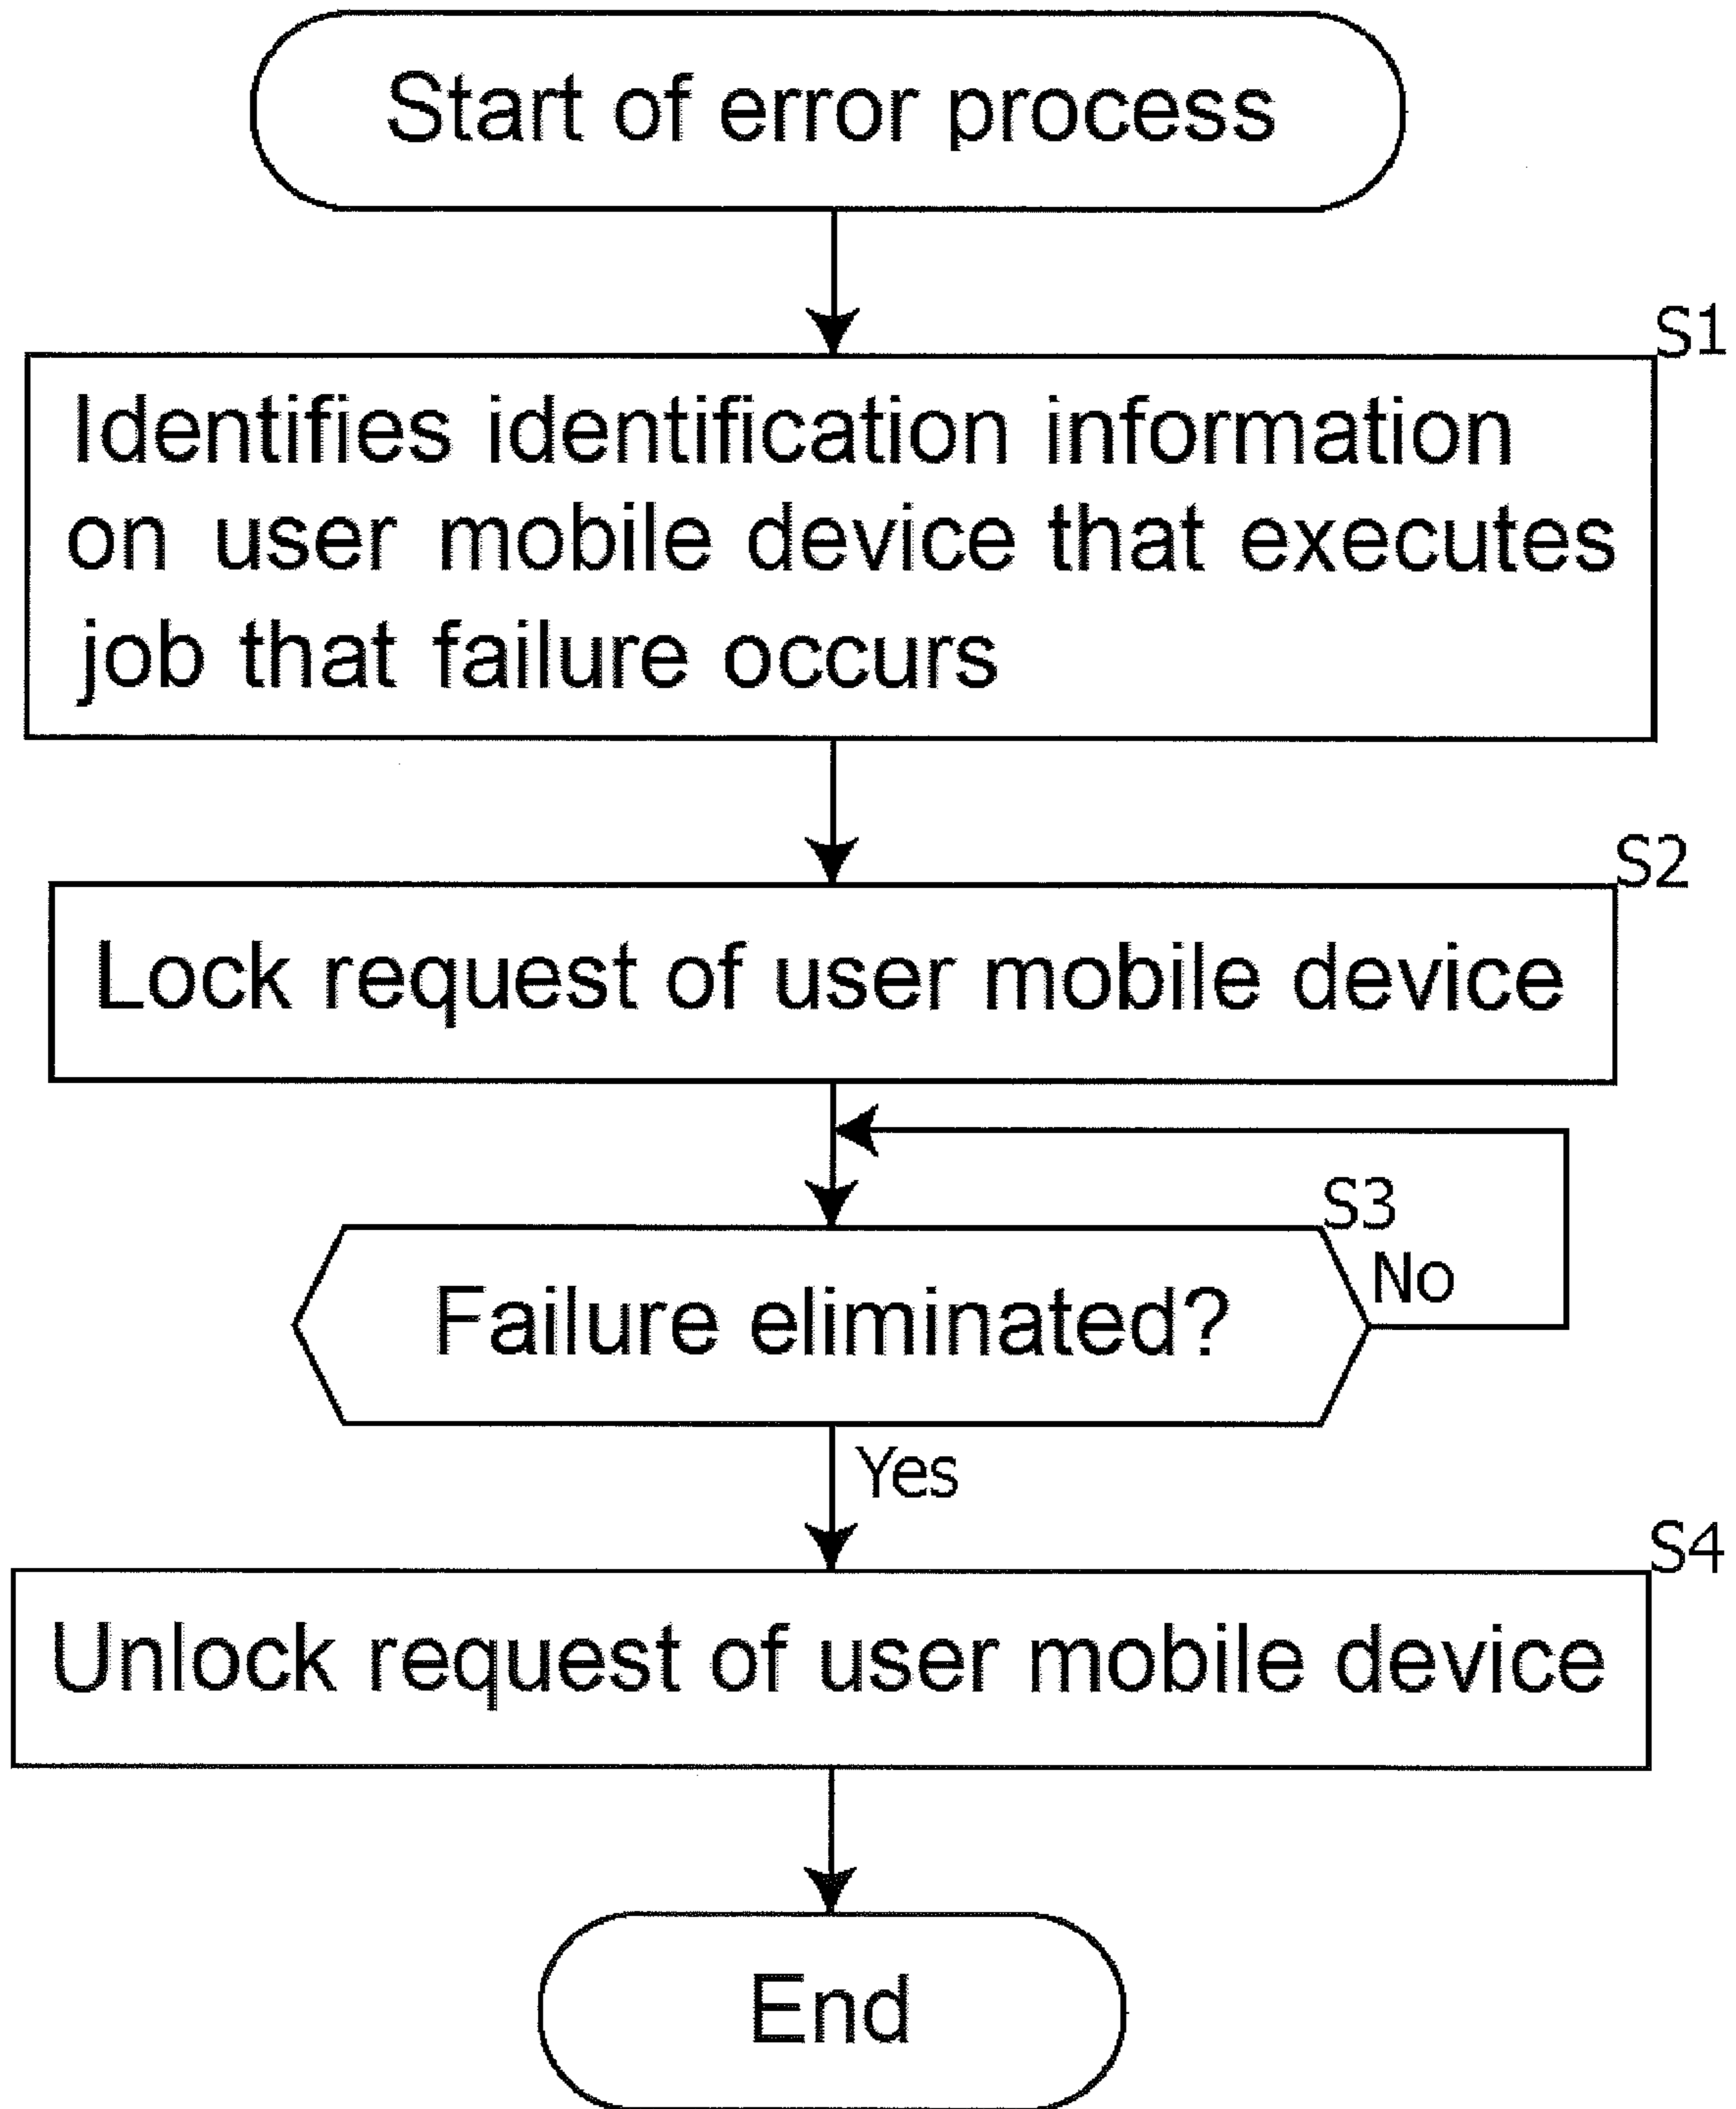 Start of error process
S1
Identifies identification information
on user mobile device that executes
job that failure occurs
S2
Lock request of user mobile device
S3
Failure eliminated?
No
Yes
S4
Unlock request of user mobile device
End